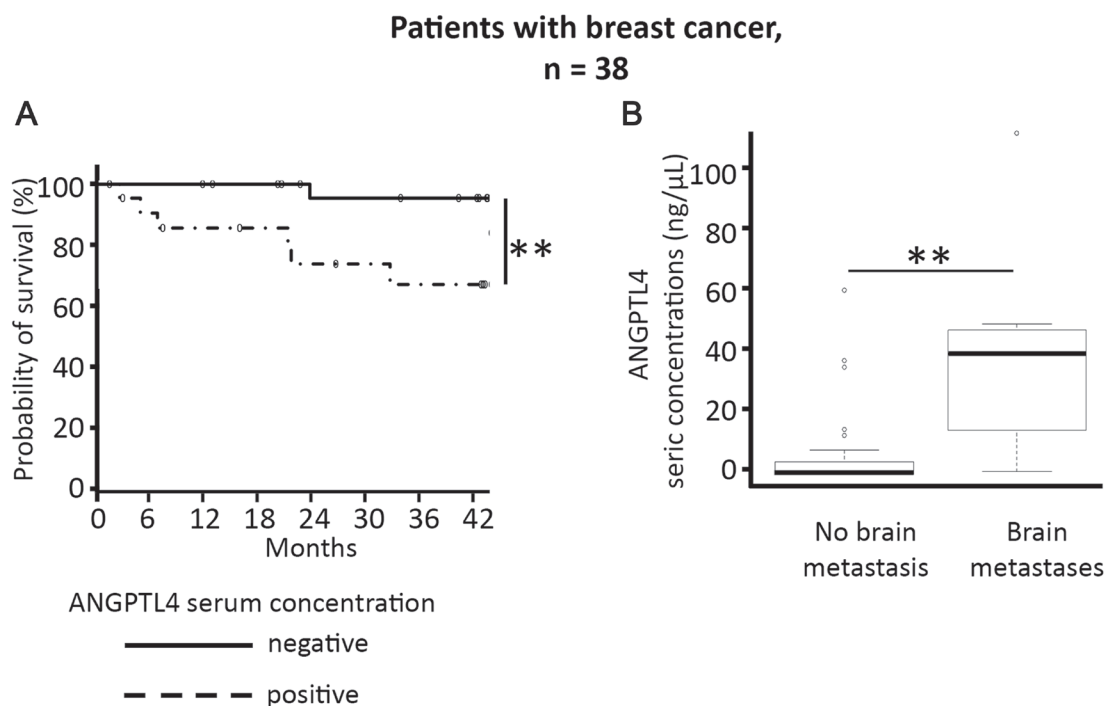 Patients with breast cancer,
n = 38
A
Probability of survival (%)
100
80
60
40
20
0
0 6 12 18 24 30 36 42
Months
**
ANGPTL4 serum concentration
negative
positive
B
ANGPTL4
seric concentrations (ng/µL)
100
80
60
40
20
0
**
No brain
metastasis
Brain
metastases